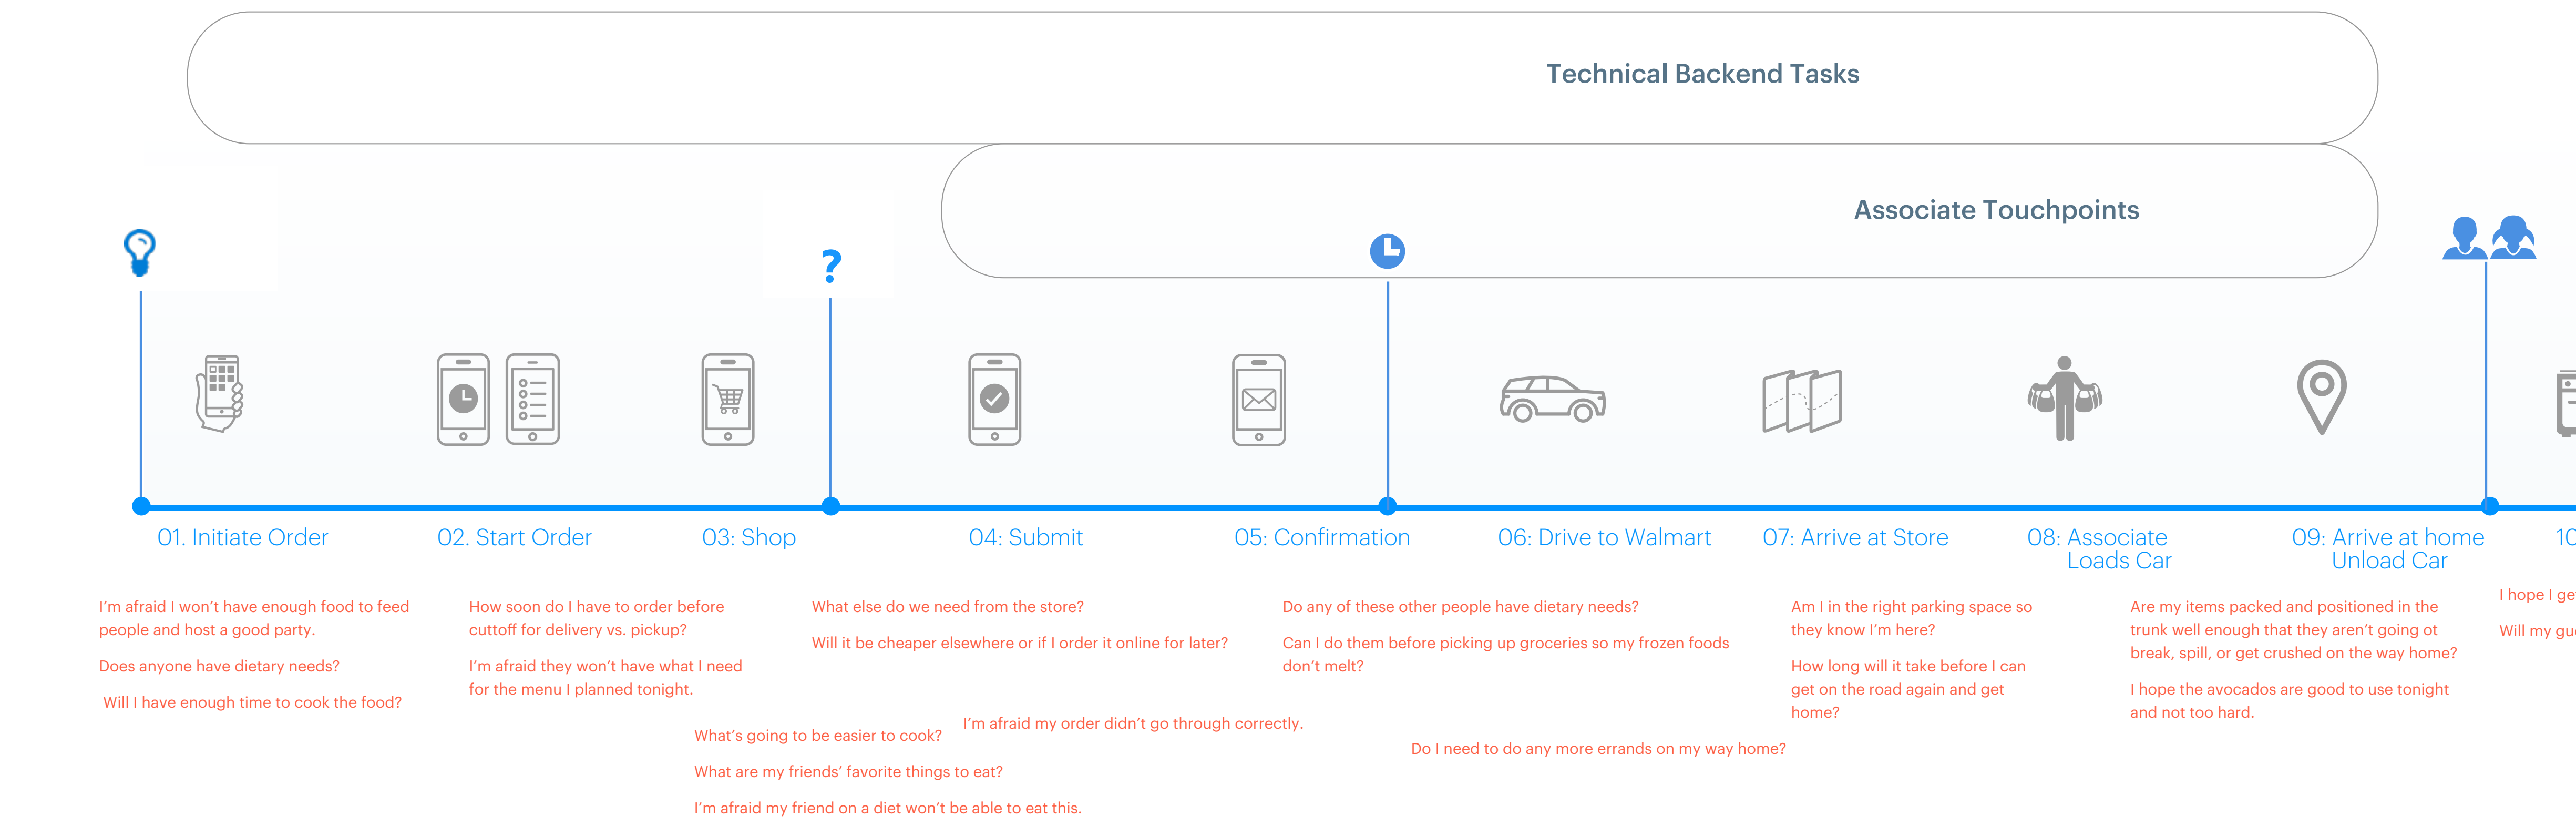 Technical Backend Tasks
Associate Touchpoints
?
01. Initiate Order
02. Start Order
03: Shop
04: Submit
05: Confirmation
06: Drive to Walmart
07: Arrive at Store
08: Associate
Loads Car
09: Arrive at home
Unload Car
10
I’m afraid I won’t have enough food to feed
people and host a good party.
Does anyone have dietary needs?
Will I have enough time to cook the food?
How soon do I have to order before
cuttoff for delivery vs. pickup?
I’m afraid they won’t have what I need
for the menu I planned tonight.
What’s going to be easier to cook?
What are my friends’ favorite things to eat?
I’m afraid my friend on a diet won’t be able to eat this.
What else do we need from the store?
Will it be cheaper elsewhere or if I order it online for later?
I’m afraid my order didn’t go through correctly.
Do any of these other people have dietary needs?
Can I do them before picking up groceries so my frozen foods
don’t melt?
Do I need to do any more errands on my way home?
Am I in the right parking space so
they know I’m here?
How long will it take before I can
get on the road again and get
home?
Are my items packed and positioned in the
trunk well enough that they aren’t going ot
break, spill, or get crushed on the way home?
I hope the avocados are good to use tonight
and not too hard.
I hope I ge
Will my gu